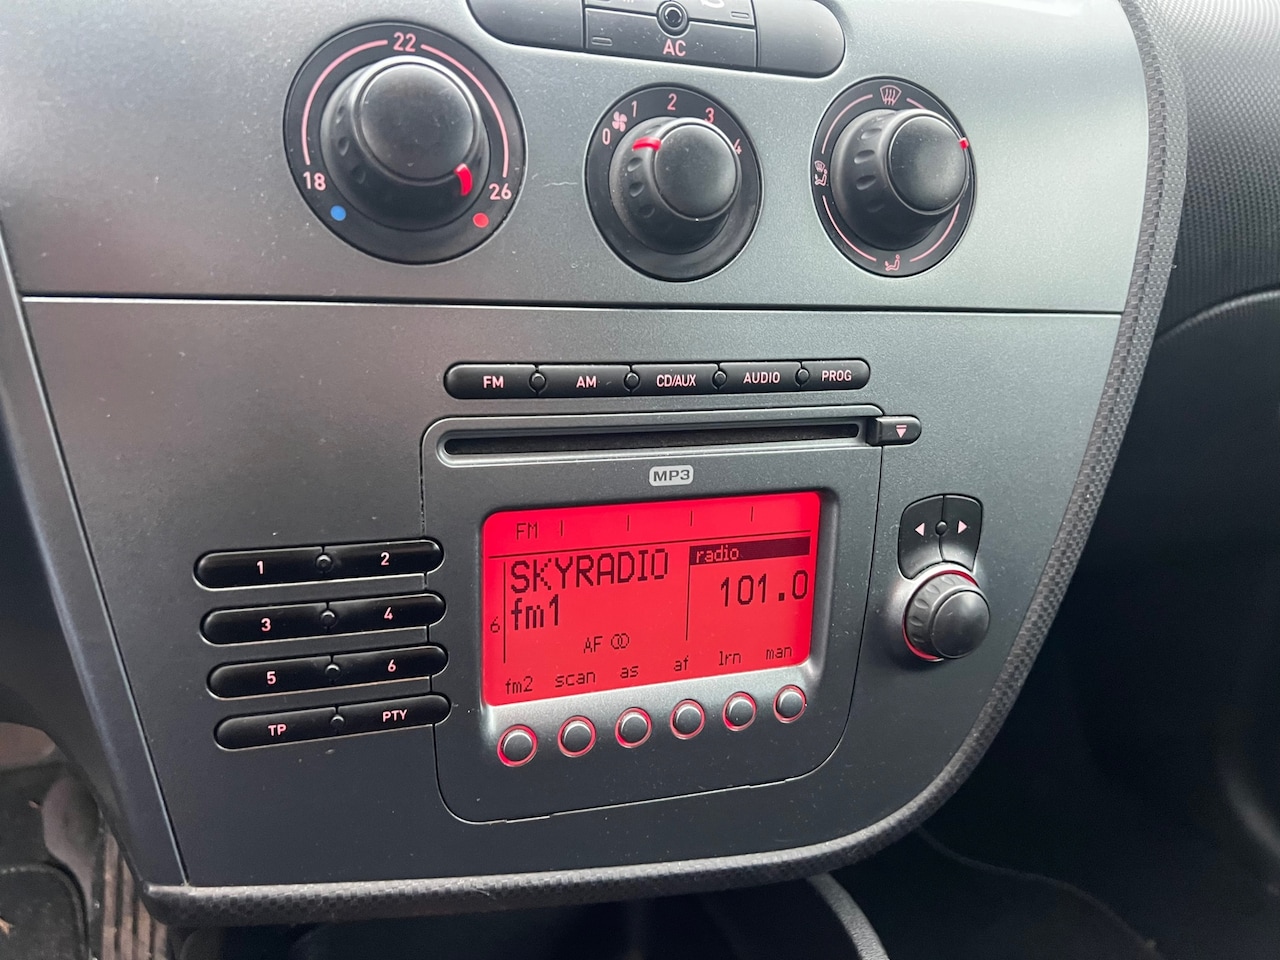 AC
22
18
26
0
1
2
3
4
FM AM CD/AUX AUDIO PROG
MP3
FM
SKYRADIO
radio
fm1
101.0
6
AF
fm2 scan as af lrn man
1 2
3 4
5 6
TP PTY